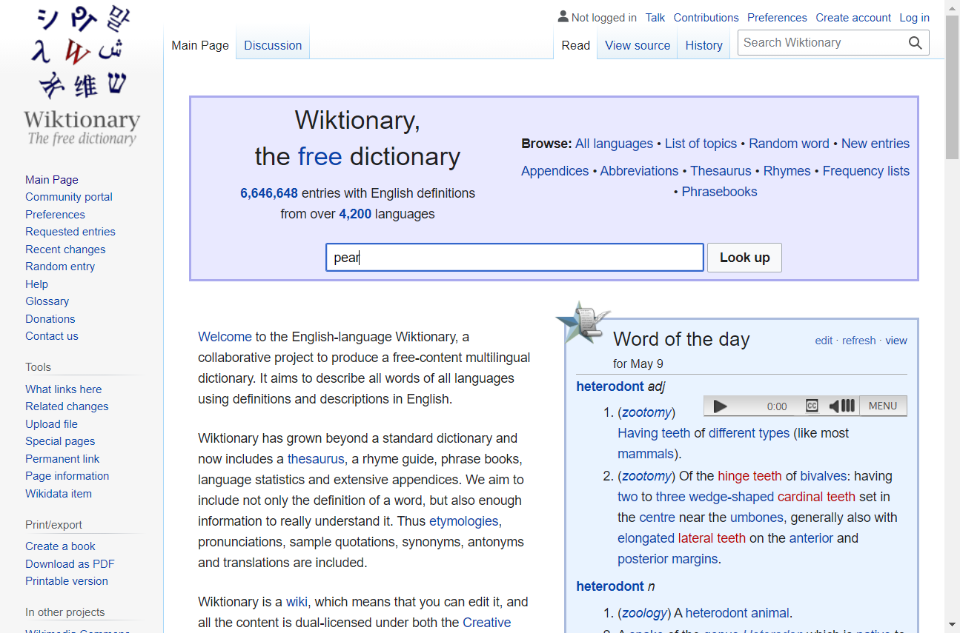 Not logged in Talk Contributions Preferences Create account Log in
Main Page Discussion Read View source History Search Wiktionary
Wiktionary
The free dictionary
Main Page
Community portal
Preferences
Requested entries
Recent changes
Random entry
Help
Glossary
Donations
Contact us
Tools
What links here
Related changes
Upload file
Special pages
Permanent link
Page information
Wikidata item
Print/export
Create a book
Download as PDF
Printable version
In other projects
Wikimedia Commons
Wiktionary,
the free dictionary
6,646,648 entries with English definitions
from over 4,200 languages
Browse: All languages • List of topics • Random word • New entries
Appendices • Abbreviations • Thesaurus • Rhymes • Frequency lists
• Phrasebooks
pear Look up
Welcome to the English-language Wiktionary, a
collaborative project to produce a free-content multilingual
dictionary. It aims to describe all words of all languages
using definitions and descriptions in English.
Wiktionary has grown beyond a standard dictionary and
now includes a thesaurus, a rhyme guide, phrase books,
language statistics and extensive appendices. We aim to
include not only the definition of a word, but also enough
information to really understand it. Thus etymologies,
pronunciations, sample quotations, synonyms, antonyms
and translations are included.
Wiktionary is a wiki, which means that you can edit it, and
all the content is dual-licensed under both the Creative
Word of the day edit · refresh · view
for May 9
heterodont adj
0:00 CC MENU
1. (zootomy)
Having teeth of different types (like most
mammals).
2. (zootomy) Of the hinge teeth of bivalves: having
two to three wedge-shaped cardinal teeth set in
the centre near the umbones, generally also with
elongated lateral teeth on the anterior and
posterior margins.
heterodont n
1. (zoology) A heterodont animal.
2. A snake of the genus Heterodon which is native to